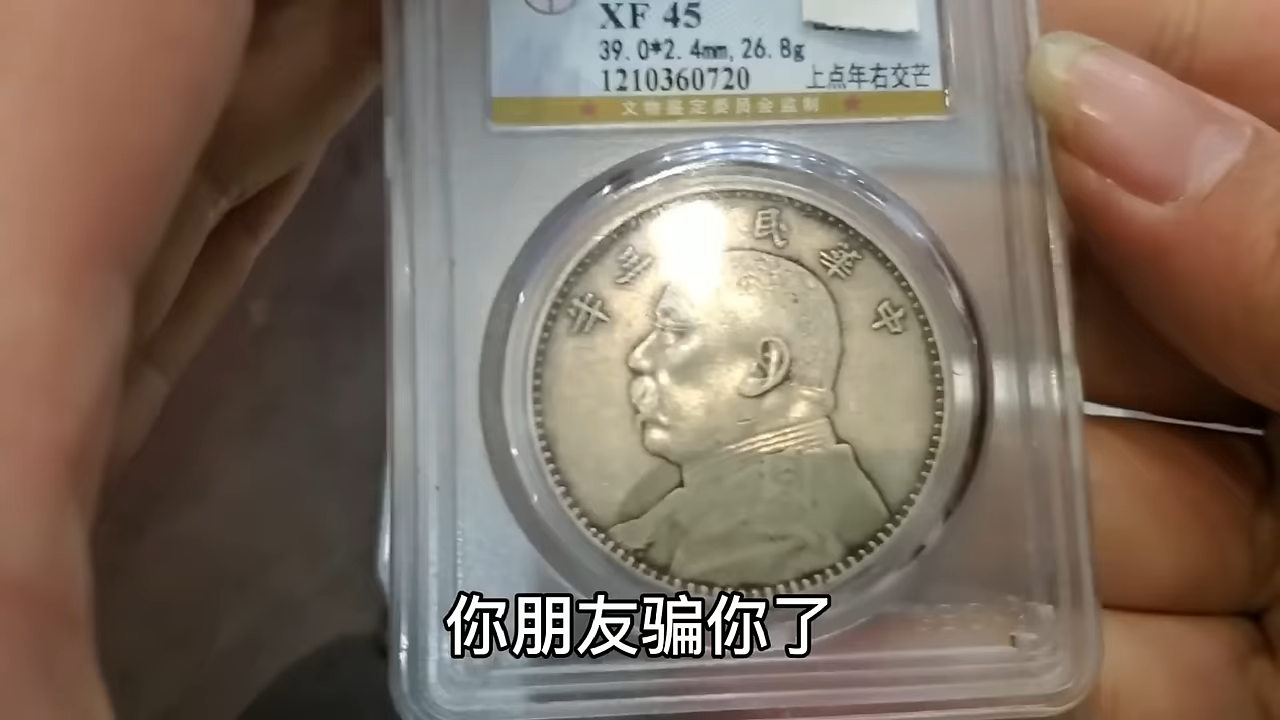 XF 45
39.0*2.4mm, 26.8g
1210360720 上点年右交芒
★ 文物鉴定委员会监制 ★
年三 民華中
你朋友骗你了